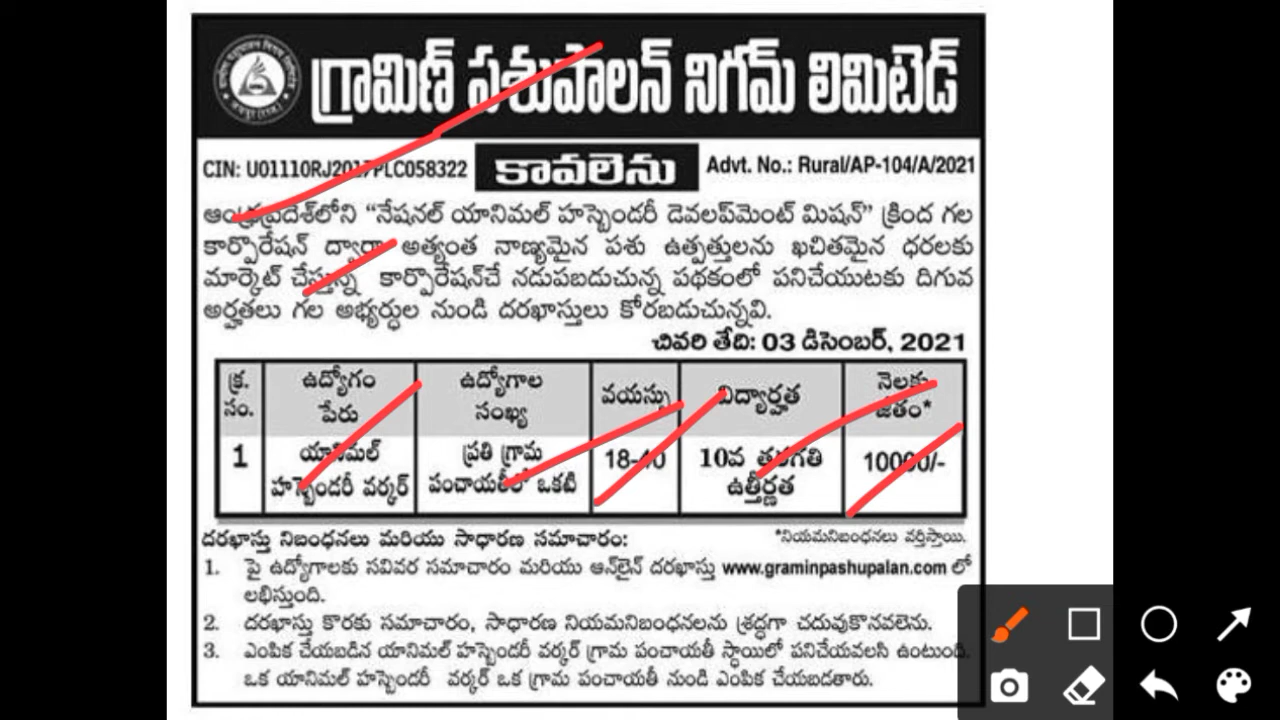 గ్రామిణ్ పశుపాలన్ నిగమ్ లిమిటెడ్
CIN: U01110RJ2017PLC058322 కావలెను Advt. No.: Rural/AP-104/A/2021
ఆంధ్రప్రదేశ్‌లోని “నేషనల్ యానిమల్ హస్బెండరీ డెవలప్‌మెంట్ మిషన్” క్రింద గల
కార్పొరేషన్ ద్వారా అత్యంత నాణ్యమైన పశు ఉత్పత్తులను ఖచితమైన ధరలకు
మార్కెట్ చేస్తున్న కార్పొరేషన్‌చే నడుపబడుచున్న పథకంలో పనిచేయుటకు దిగువ
అర్హతలు గల అభ్యర్థుల నుండి దరఖాస్తులు కోరబడుచున్నవి.
చివరి తేది: 03 డిసెంబర్, 2021
క్ర. సం. ఉద్యోగం పేరు ఉద్యోగాల సంఖ్య వయస్సు విద్యార్హత నెలకు జీతం*
1 యానిమల్ హస్బెండరీ వర్కర్ ప్రతి గ్రామ పంచాయతీలో ఒకటి 18-40 10వ తరగతి ఉత్తీర్ణత 10000/-
దరఖాస్తు నిబంధనలు మరియు సాధారణ సమాచారం: *నియమనిబంధనలు వర్తిస్తాయి.
1. పై ఉద్యోగాలకు సవివర సమాచారం మరియు ఆన్‌లైన్ దరఖాస్తు www.graminpashupalan.com లో
లభిస్తుంది.
2. దరఖాస్తు కొరకు సమాచారం, సాధారణ నియమనిబంధనలను శ్రద్ధగా చదువుకొనవలెను.
3. ఎంపిక చేయబడిన యానిమల్ హస్బెండరీ వర్కర్ గ్రామ పంచాయతీ స్థాయిలో పనిచేయవలసి ఉంటుంది.
ఒక యానిమల్ హస్బెండరీ వర్కర్ ఒక గ్రామ పంచాయతీ నుండి ఎంపిక చేయబడతారు.